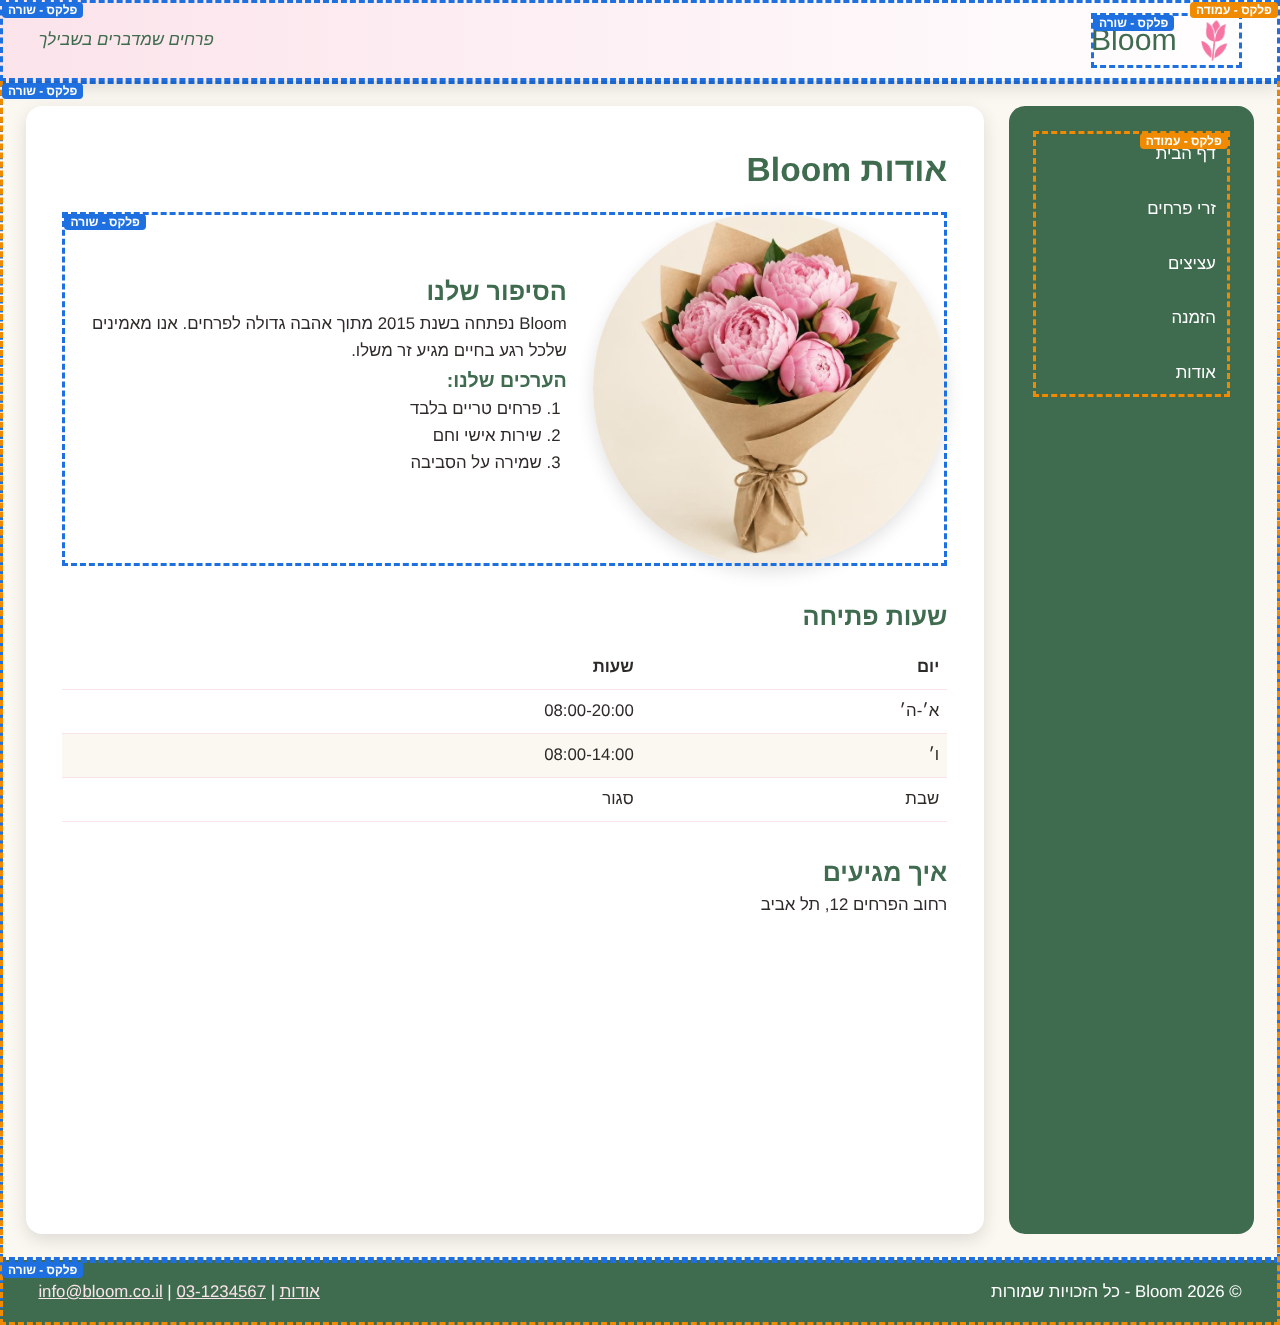 פלקס - עמודה
פלקס - שורה
פלקס - שורה
Bloom
פרחים שמדברים בשבילך
פלקס - שורה
פלקס - עמודה
דף הבית
זרי פרחים
עציצים
הזמנה
אודות
אודות Bloom
פלקס - שורה
הסיפור שלנו
Bloom נפתחה בשנת 2015 מתוך אהבה גדולה לפרחים. אנו מאמינים
שלכל רגע בחיים מגיע זר משלו.
הערכים שלנו:
1. פרחים טריים בלבד
2. שירות אישי וחם
3. שמירה על הסביבה
שעות פתיחה
יום שעות
א׳-ה׳ 08:00-20:00
ו׳ 08:00-14:00
שבת סגור
איך מגיעים
רחוב הפרחים 12, תל אביב
פלקס - שורה
© 2026 Bloom - כל הזכויות שמורות
אודות | 03-1234567 | info@bloom.co.il